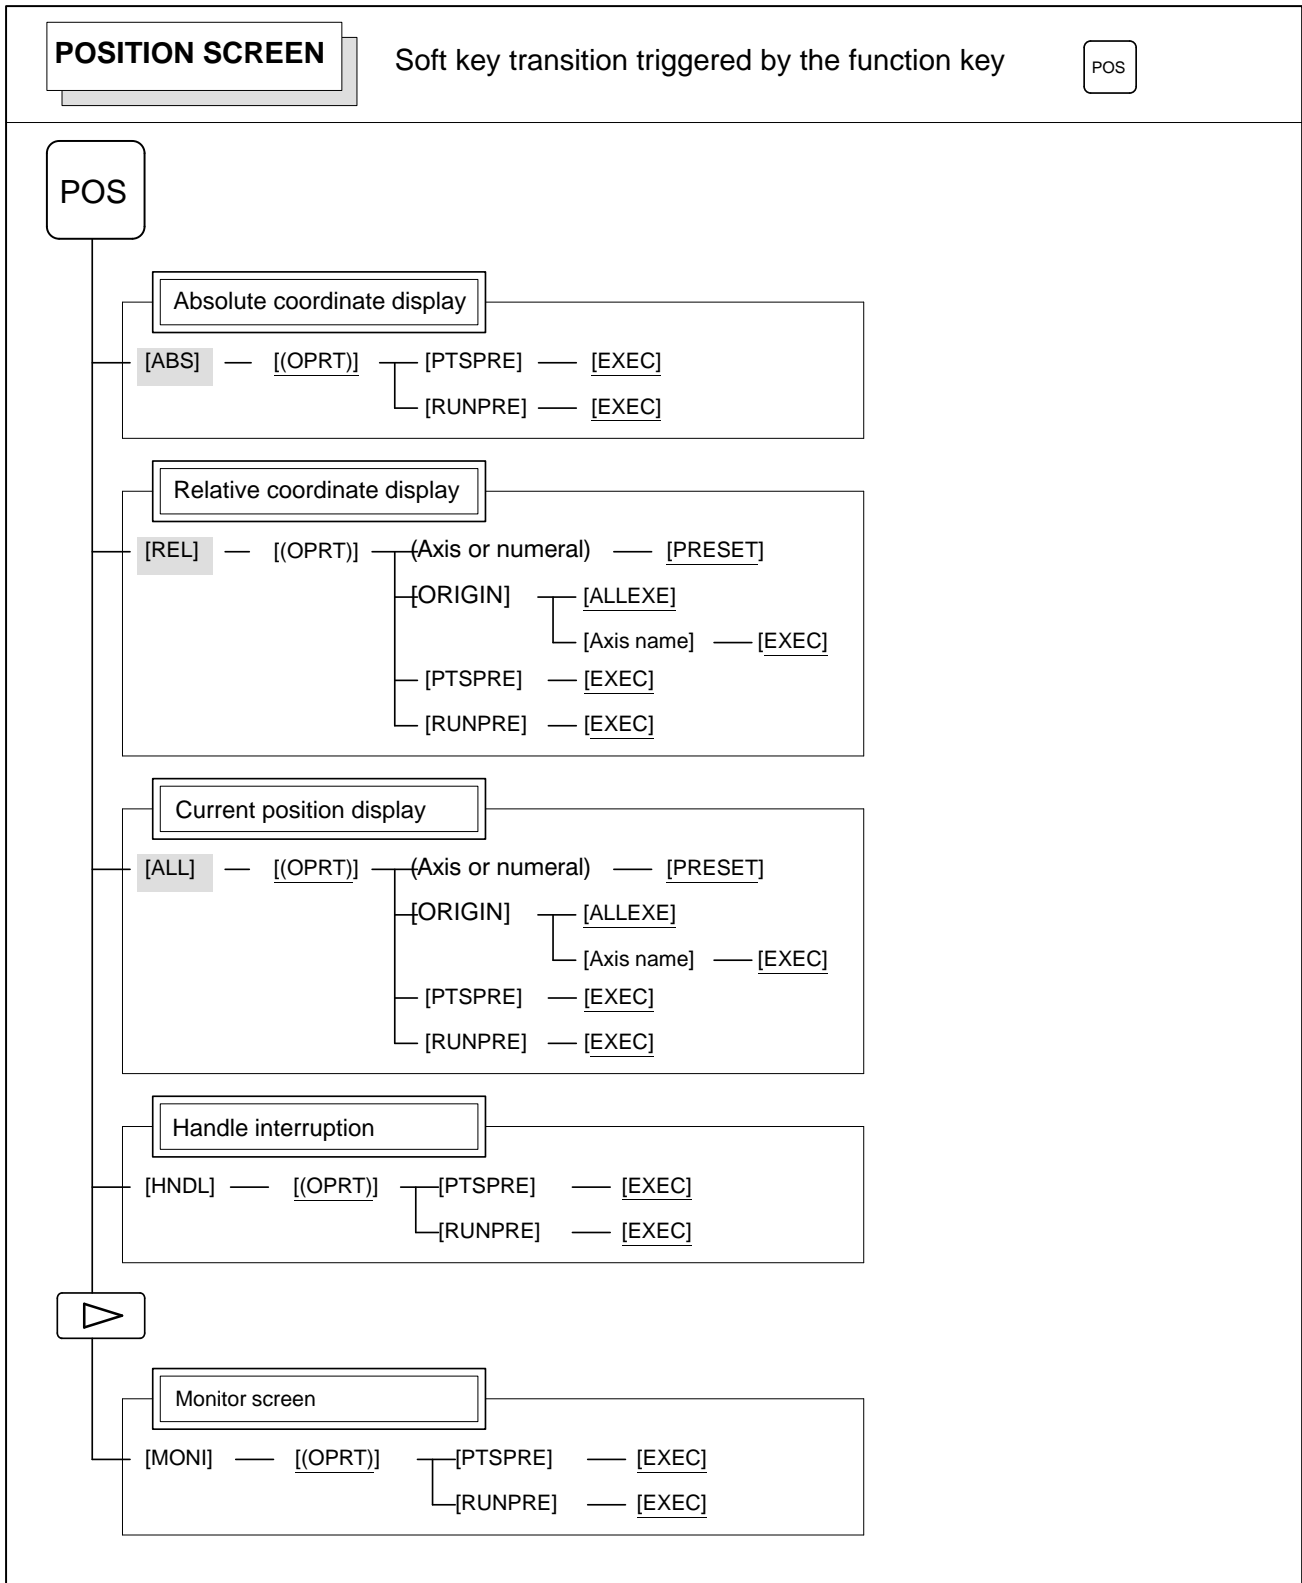 POSITION SCREEN
Soft key transition triggered by the function key
POS
POS
Absolute coordinate display
[ABS] [(OPRT)] [PTSPRE] [EXEC]
[RUNPRE] [EXEC]
Relative coordinate display
[REL] [(OPRT)] (Axis or numeral) [PRESET]
[ORIGIN] [ALLEXE]
[Axis name] [EXEC]
[PTSPRE] [EXEC]
[RUNPRE] [EXEC]
Current position display
[ALL] [(OPRT)] (Axis or numeral) [PRESET]
[ORIGIN] [ALLEXE]
[Axis name] [EXEC]
[PTSPRE] [EXEC]
[RUNPRE] [EXEC]
Handle interruption
[HNDL] [(OPRT)] [PTSPRE] [EXEC]
[RUNPRE] [EXEC]
Monitor screen
[MONI] [(OPRT)] [PTSPRE] [EXEC]
[RUNPRE] [EXEC]